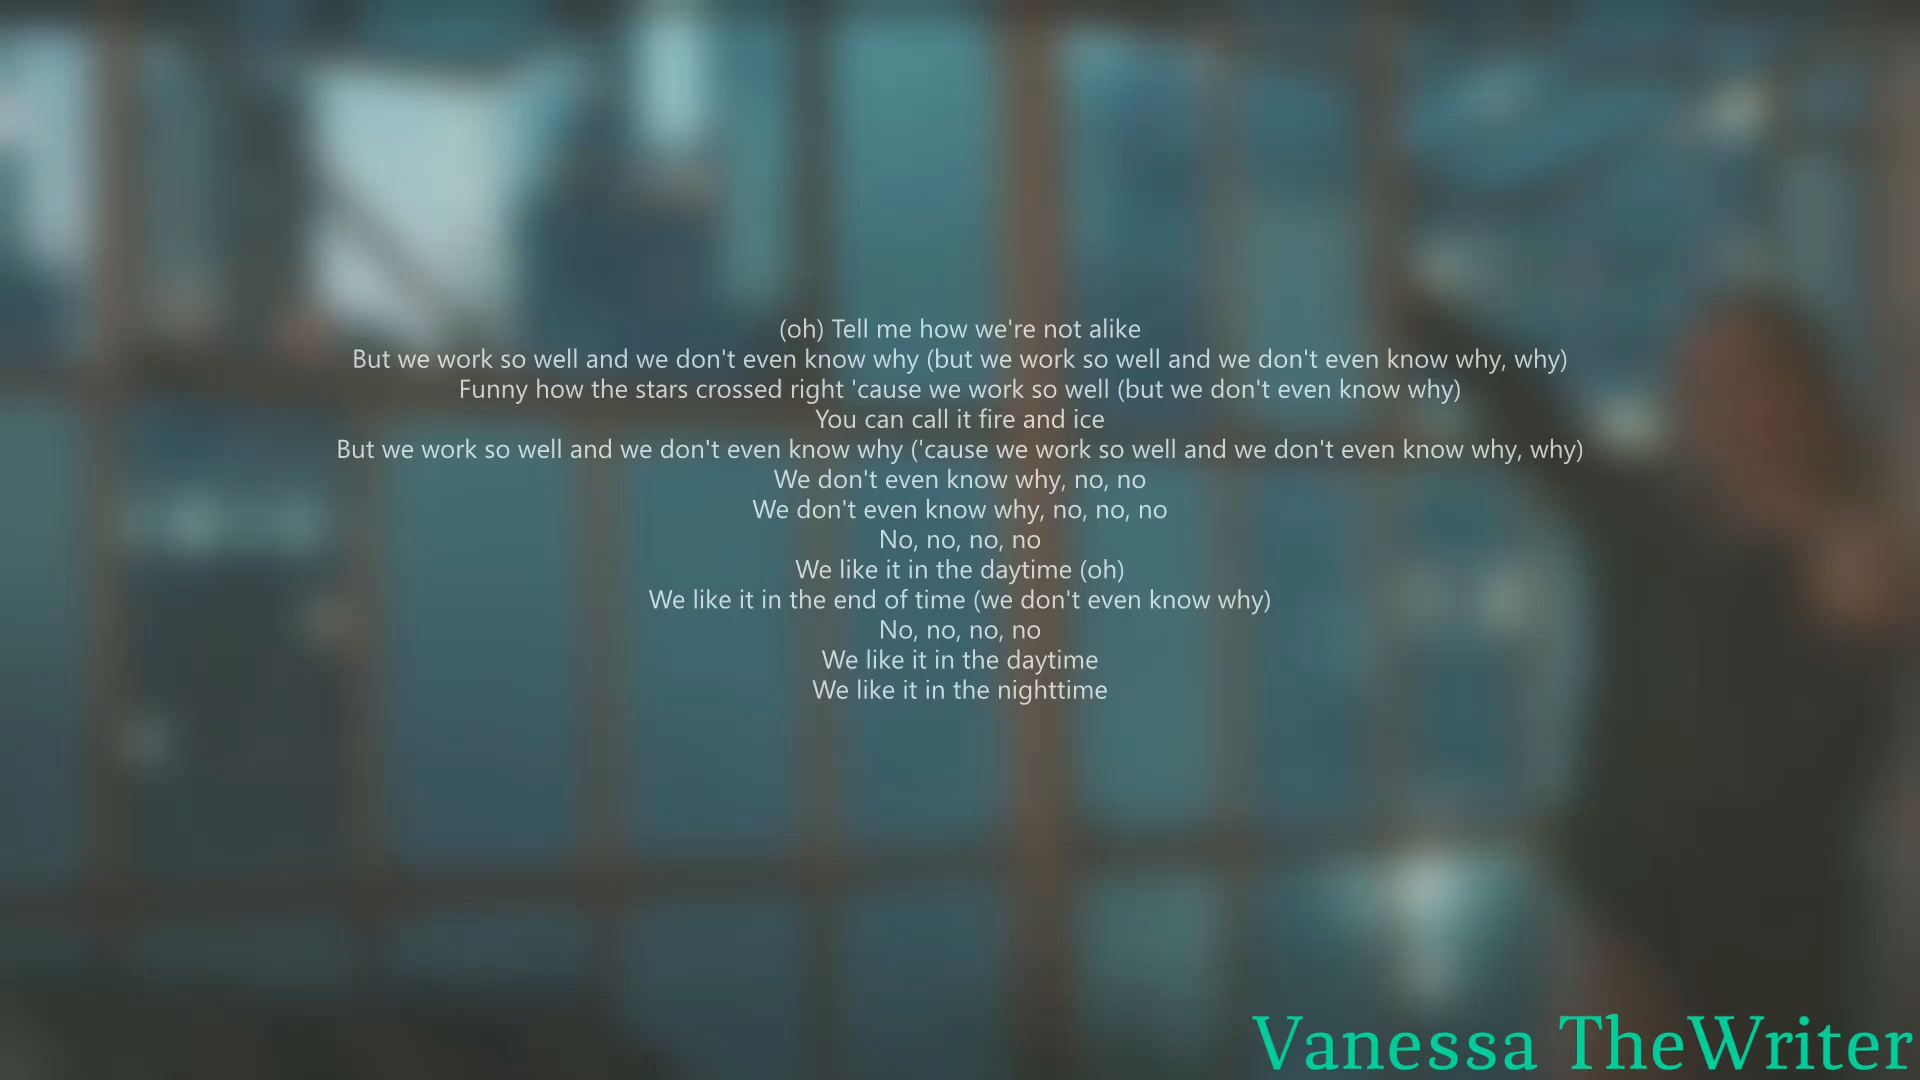 (oh) Tell me how we're not alike
But we work so well and we don't even know why (but we work so well and we don't even know why, why)
Funny how the stars crossed right 'cause we work so well (but we don't even know why)
You can call it fire and ice
But we work so well and we don't even know why ('cause we work so well and we don't even know why, why)
We don't even know why, no, no
We don't even know why, no, no, no
No, no, no, no
We like it in the daytime (oh)
We like it in the end of time (we don't even know why)
No, no, no, no
We like it in the daytime
We like it in the nighttime
Vanessa TheWriter